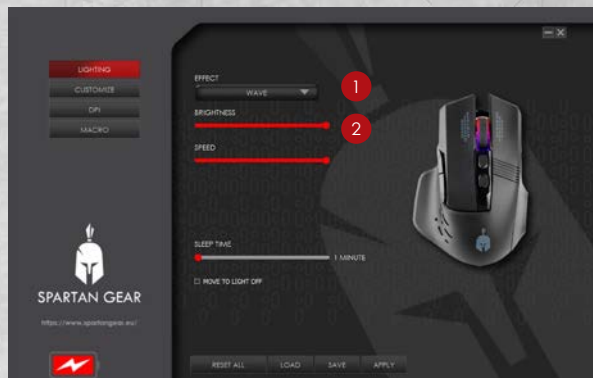 LIGHTING
CUSTOMIZE
DPI
MACRO
EFFECT
WAVE
1
BRIGHTNESS
2
SPEED
SLEEP TIME
1 MINUTE
MOVE TO LIGHT OFF
SPARTAN GEAR
https://www.spartangear.eu/
RESET ALL
LOAD
SAVE
APPLY